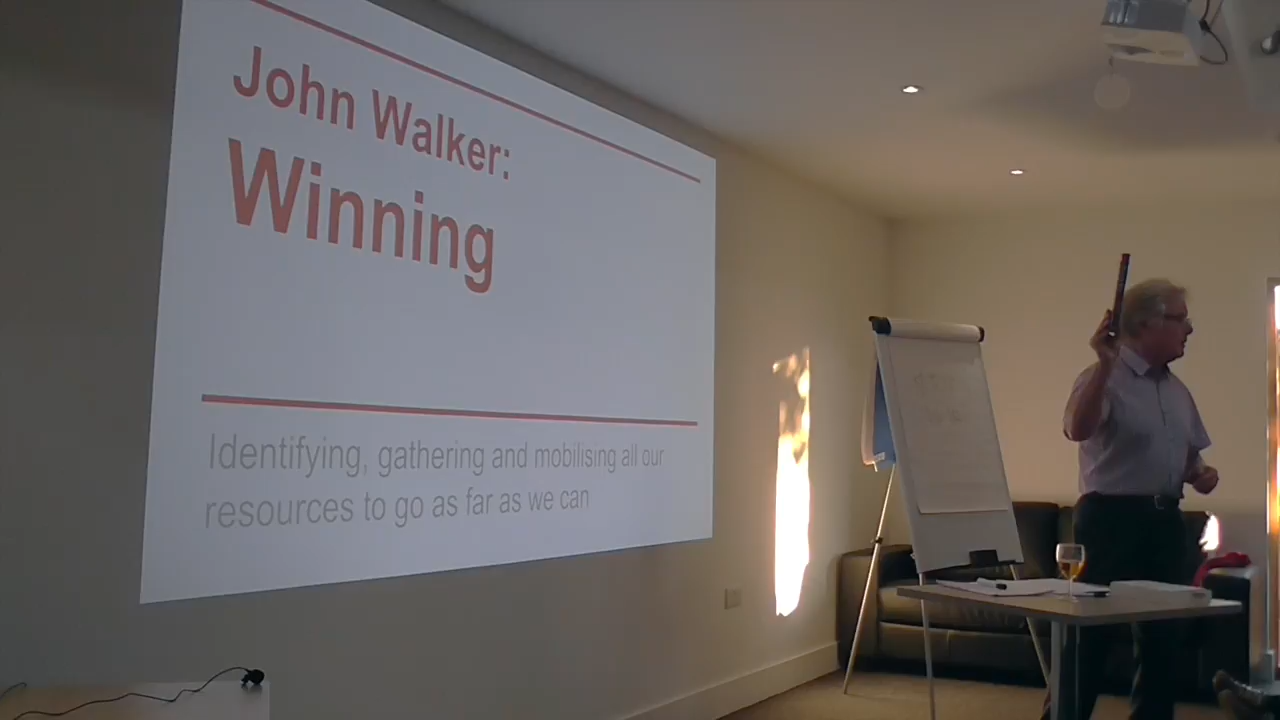 John Walker:
Winning
Identifying, gathering and mobilising all our
resources to go as far as we can